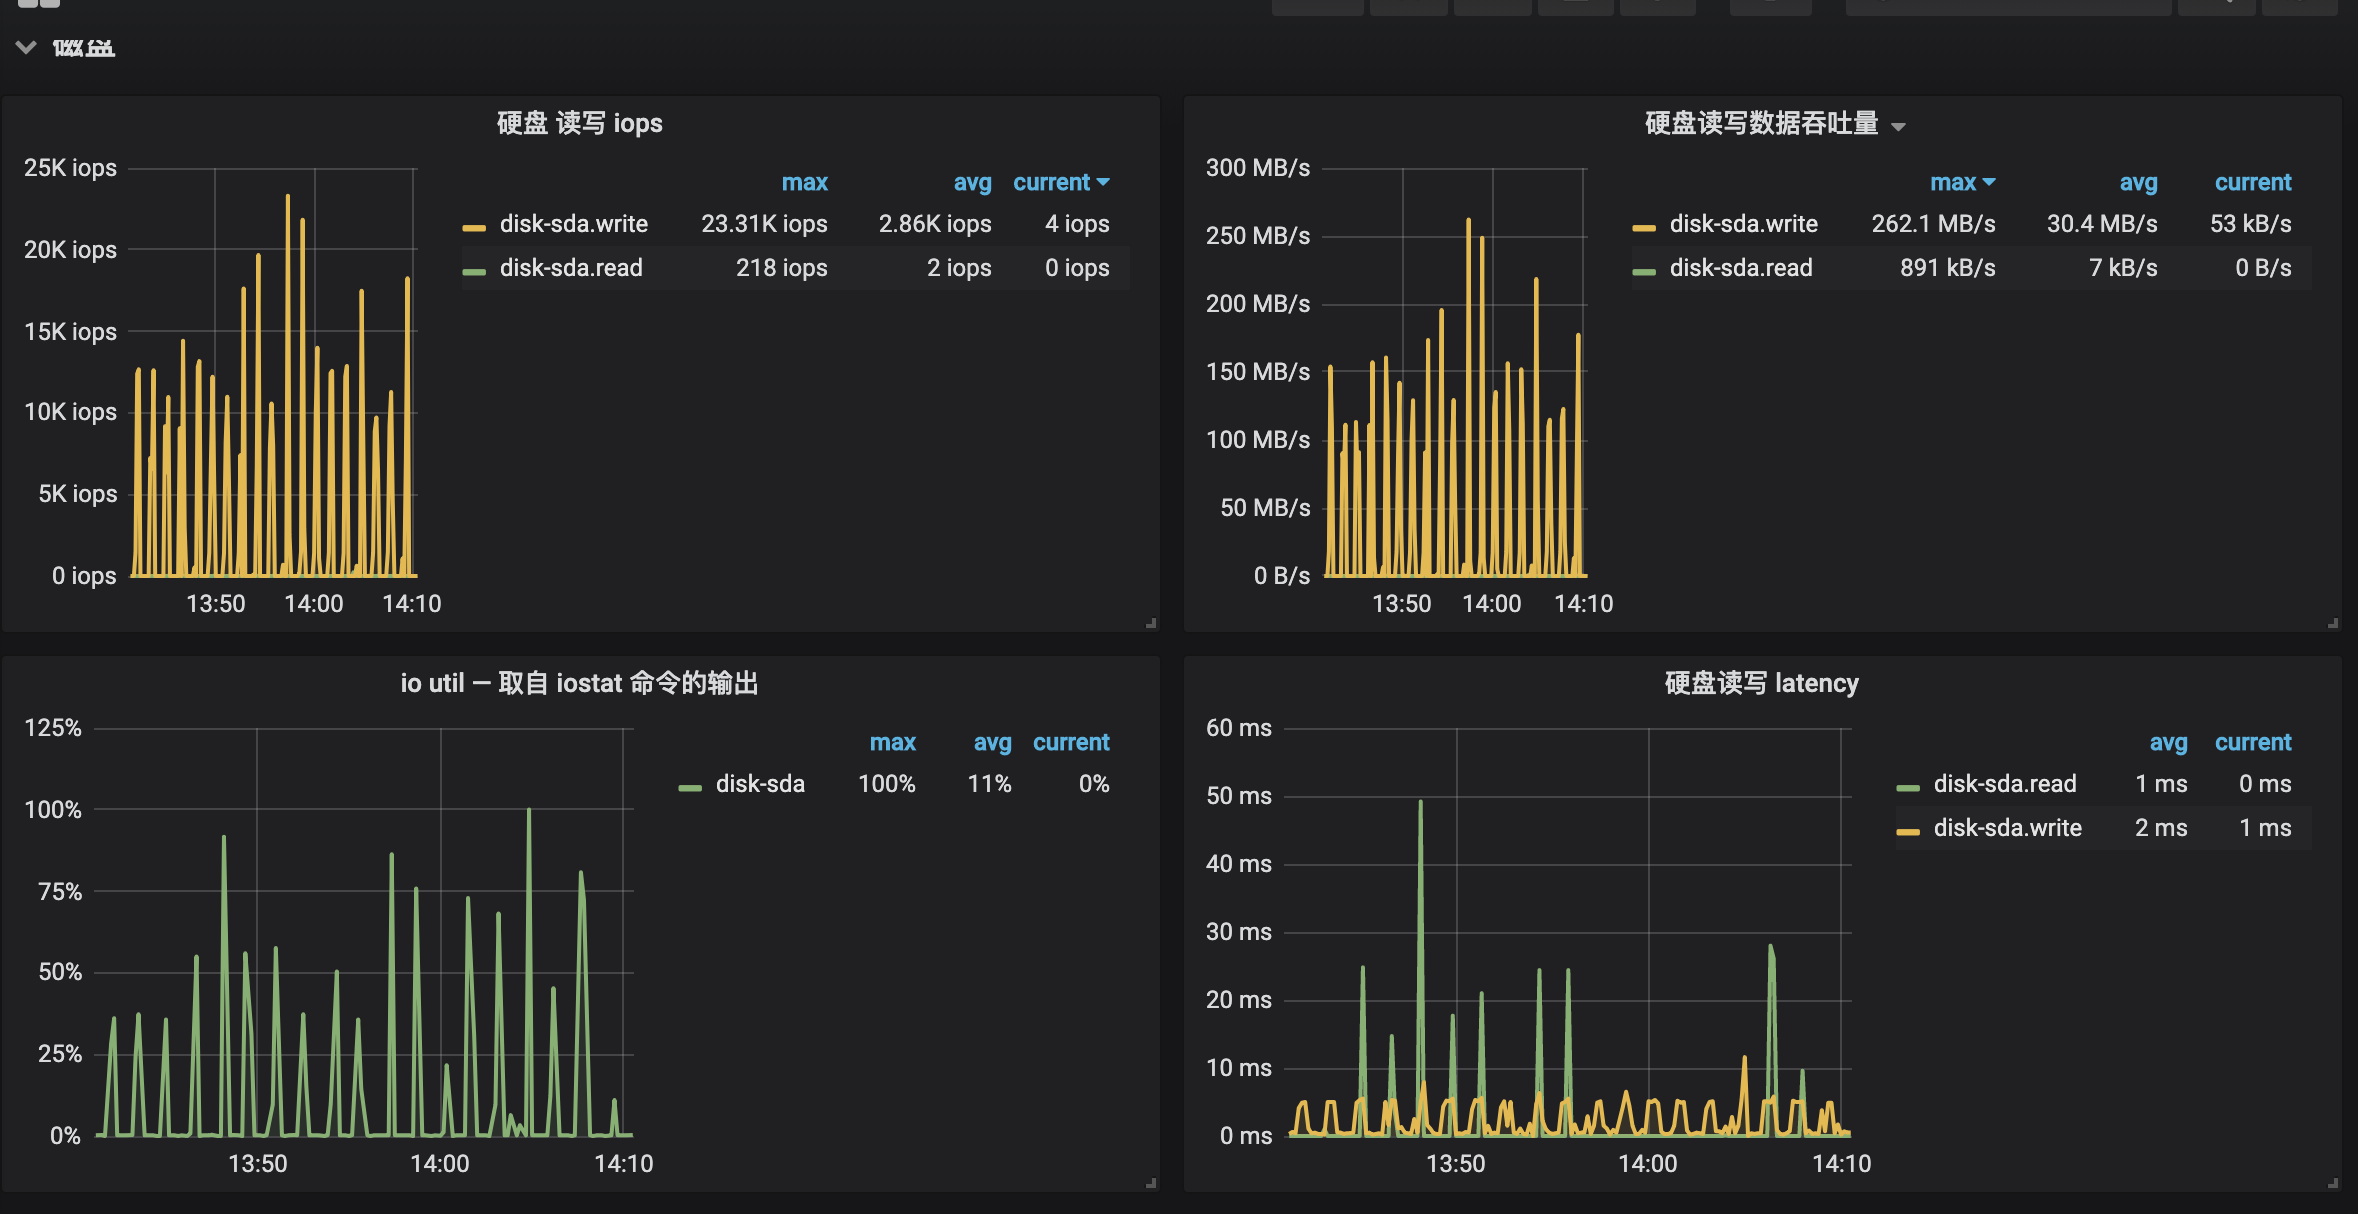 磁盘
硬盘 读写 iops
25K iops
20K iops
15K iops
10K iops
5K iops
0 iops
13:50 14:00 14:10
max avg current
disk-sda.write 23.31K iops 2.86K iops 4 iops
disk-sda.read 218 iops 2 iops 0 iops
硬盘读写数据吞吐量
300 MB/s
250 MB/s
200 MB/s
150 MB/s
100 MB/s
50 MB/s
0 B/s
13:50 14:00 14:10
max avg current
disk-sda.write 262.1 MB/s 30.4 MB/s 53 kB/s
disk-sda.read 891 kB/s 7 kB/s 0 B/s
io util — 取自 iostat 命令的输出
125%
100%
75%
50%
25%
0%
13:50 14:00 14:10
max avg current
disk-sda 100% 11% 0%
硬盘读写 latency
60 ms
50 ms
40 ms
30 ms
20 ms
10 ms
0 ms
13:50 14:00 14:10
avg current
disk-sda.read 1 ms 0 ms
disk-sda.write 2 ms 1 ms